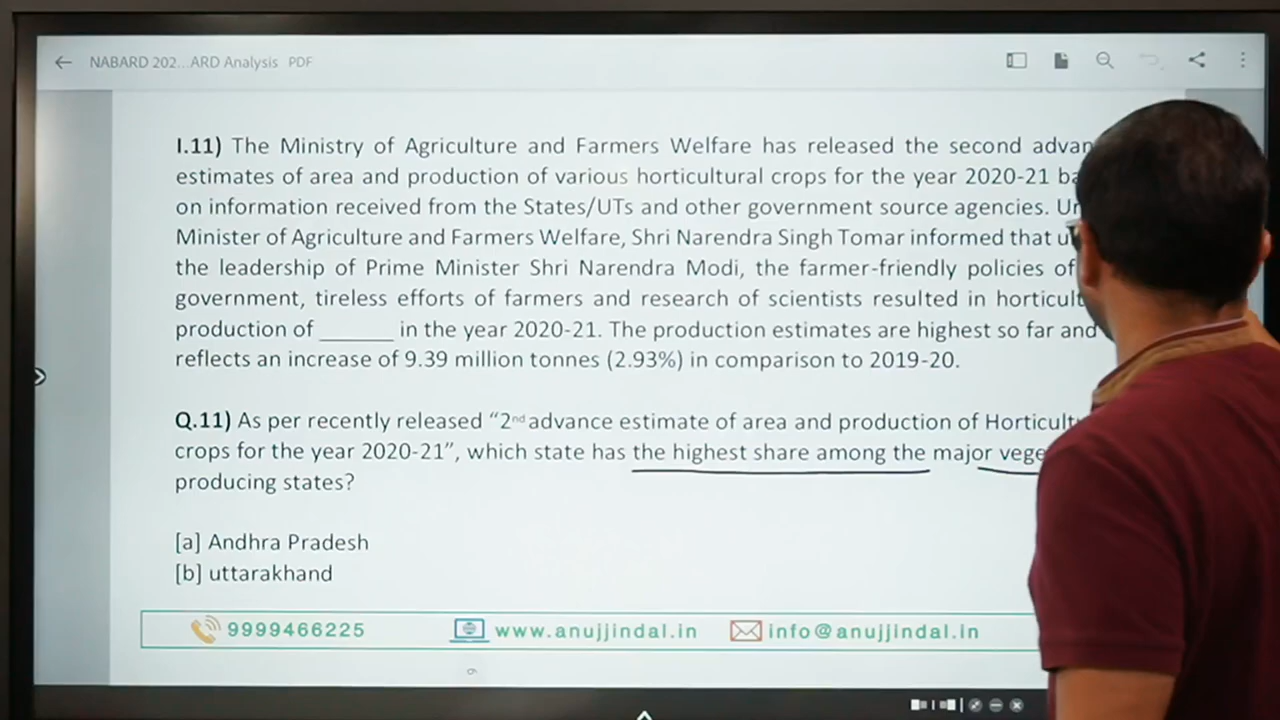 NABARD 202...ARD Analysis PDF
I.11) The Ministry of Agriculture and Farmers Welfare has released the second advan
estimates of area and production of various horticultural crops for the year 2020-21 ba
on information received from the States/UTs and other government source agencies. Un
Minister of Agriculture and Farmers Welfare, Shri Narendra Singh Tomar informed that u
the leadership of Prime Minister Shri Narendra Modi, the farmer-friendly policies of
government, tireless efforts of farmers and research of scientists resulted in horticult
production of ______ in the year 2020-21. The production estimates are highest so far and
reflects an increase of 9.39 million tonnes (2.93%) in comparison to 2019-20.
Q.11) As per recently released “2nd advance estimate of area and production of Horticult
crops for the year 2020-21”, which state has the highest share among the major vege
producing states?
[a] Andhra Pradesh
[b] uttarakhand
9999466225 www.anujjindal.in info@anujjindal.in